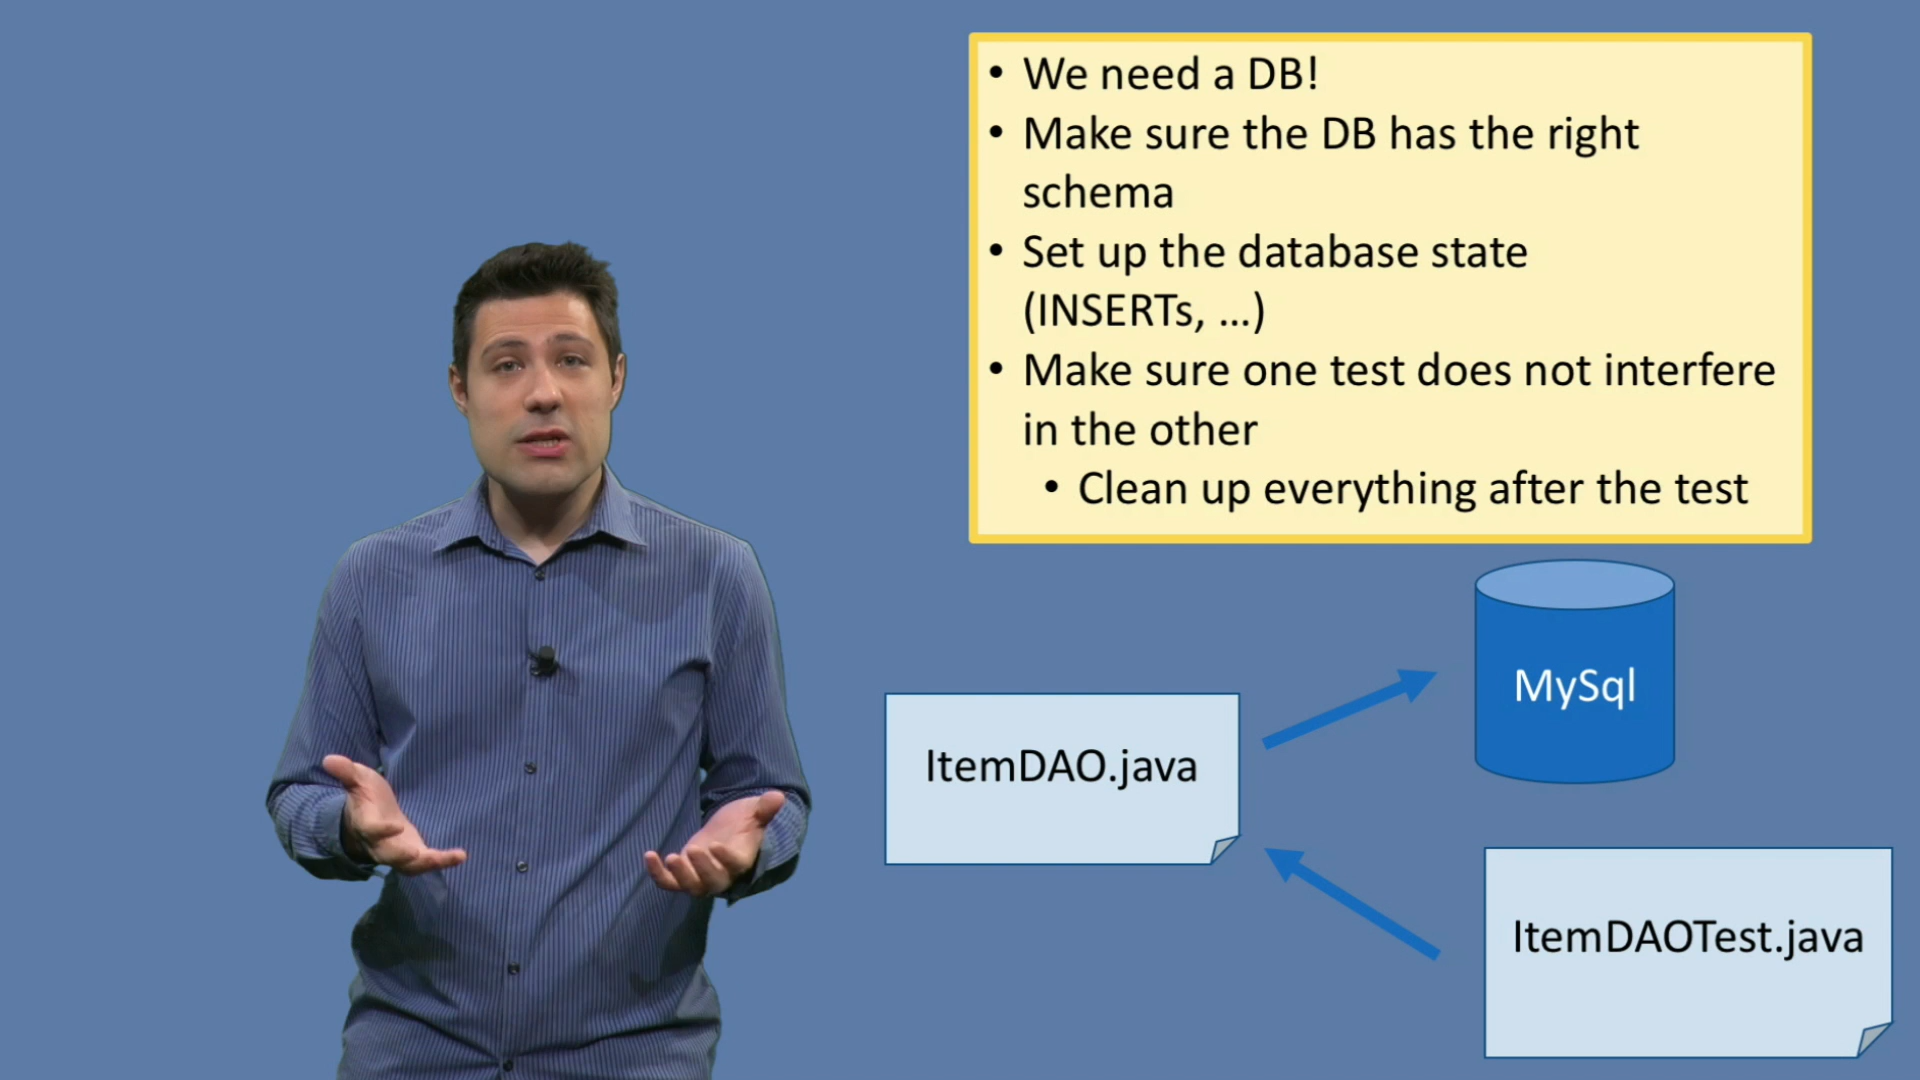 • We need a DB!
• Make sure the DB has the right
schema
• Set up the database state
(INSERTs, ...)
• Make sure one test does not interfere
in the other
• Clean up everything after the test
MySql
ItemDAO.java
ItemDAOTest.java